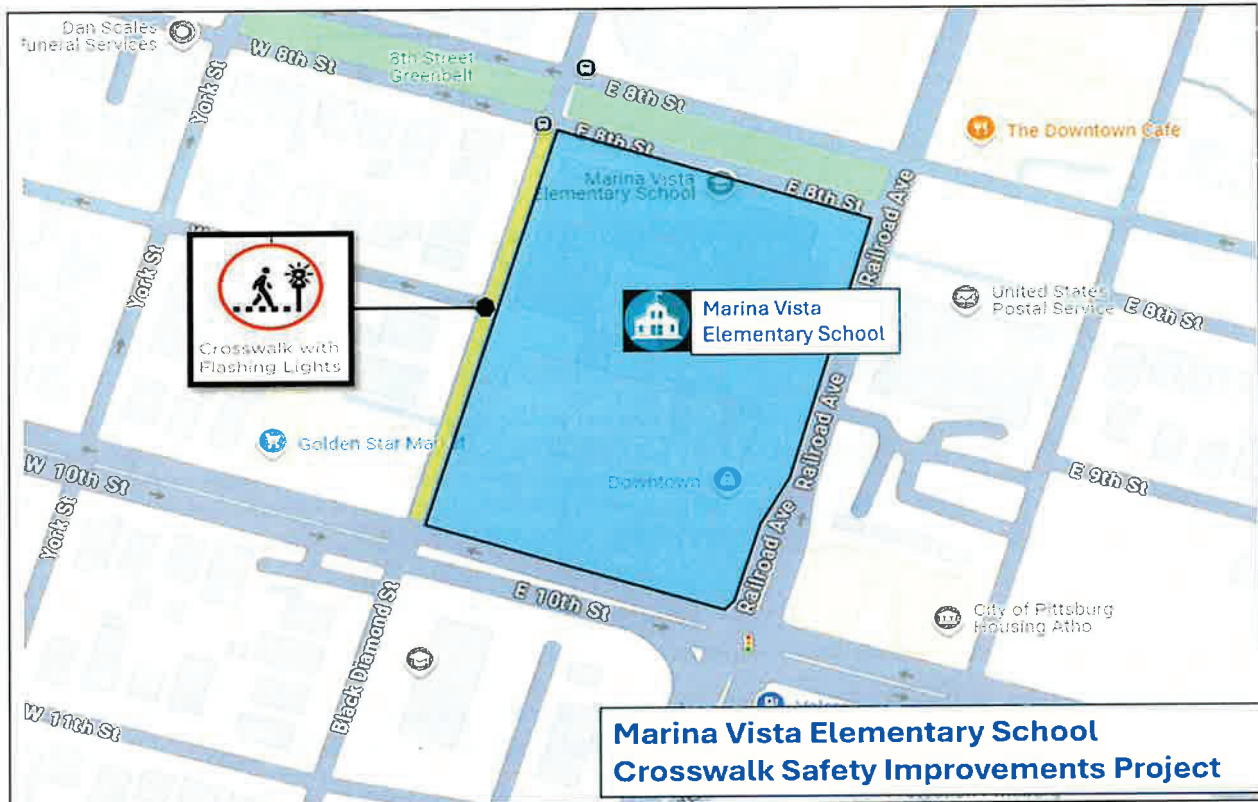 Dan Scales
Funeral Services
York St
W 8th St
8th Street
Greenbelt
E 8th St
E 8th St
The Downtown Cafe
Marina Vista
Elementary School
E 8th St
Railroad Ave
York St
Crosswalk with
Flashing Lights
Marina Vista
Elementary School
United States
Postal Service
E 8th St
Golden Star Market
Railroad Ave
Railroad Ave
Downtown
E 9th St
W 10th St
York St
E 10th St
Railroad Ave
City of Pittsburg
Housing Atho
Black Diamond St
W 11th St
Marina Vista Elementary School
Crosswalk Safety Improvements Project